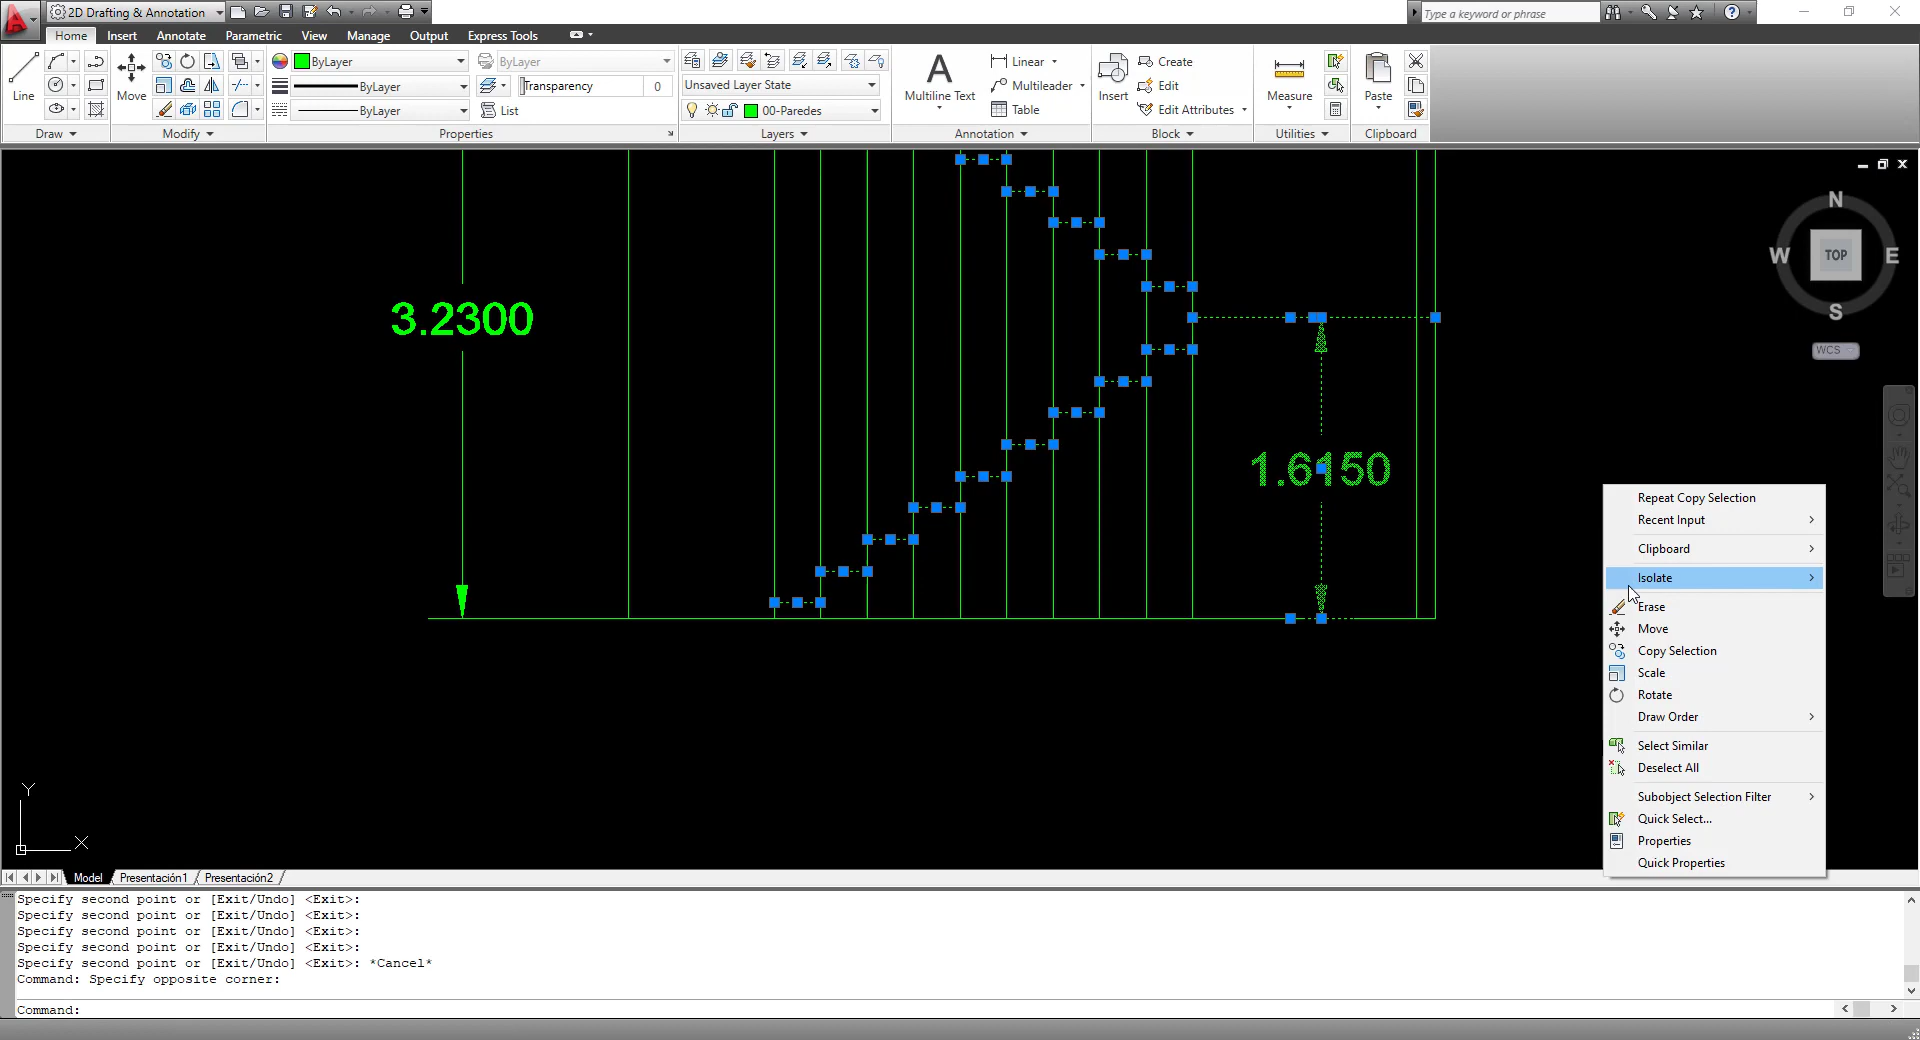 2D Drafting & Annotation
Type a keyword or phrase
Home Insert Annotate Parametric View Manage Output Express Tools
Line
Move
ByLayer
ByLayer
ByLayer
ByLayer
Transparency 0
List
Unsaved Layer State
00-Paredes
Multiline Text
Linear
Multileader
Table
Insert
Create
Edit
Edit Attributes
Measure
Paste
Draw Modify Properties Layers Annotation Block Utilities Clipboard
N
W TOP E
S
WCS
3.2300
1.6150
Repeat Copy Selection
Recent Input
Clipboard
Isolate
Erase
Move
Copy Selection
Scale
Rotate
Draw Order
Select Similar
Deselect All
Subobject Selection Filter
Quick Select...
Properties
Quick Properties
Y
X
Model Presentación1 Presentación2
Specify second point or [Exit/Undo] <Exit>:
Specify second point or [Exit/Undo] <Exit>:
Specify second point or [Exit/Undo] <Exit>:
Specify second point or [Exit/Undo] <Exit>:
Specify second point or [Exit/Undo] <Exit>: *Cancel*
Command: Specify opposite corner:
Command: